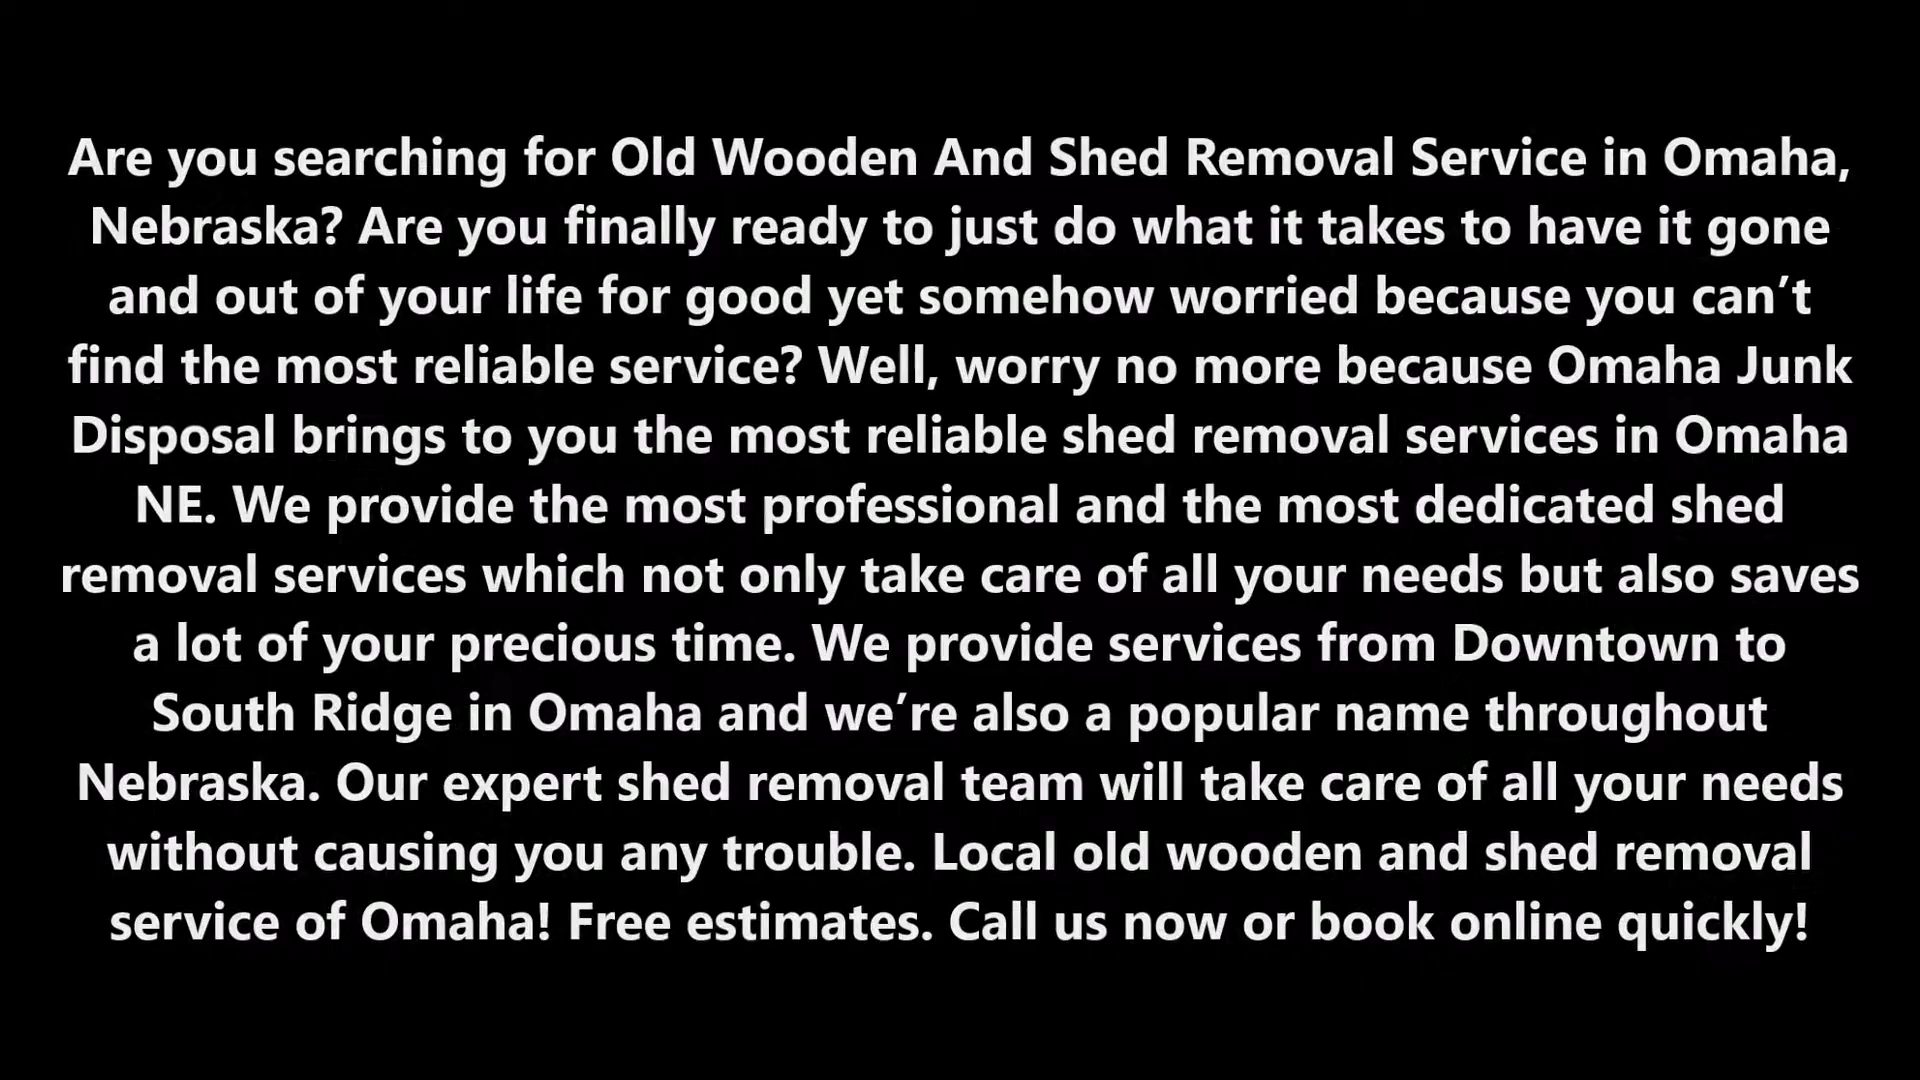 Are you searching for Old Wooden And Shed Removal Service in Omaha,
Nebraska? Are you finally ready to just do what it takes to have it gone
and out of your life for good yet somehow worried because you can’t
find the most reliable service? Well, worry no more because Omaha Junk
Disposal brings to you the most reliable shed removal services in Omaha
NE. We provide the most professional and the most dedicated shed
removal services which not only take care of all your needs but also saves
a lot of your precious time. We provide services from Downtown to
South Ridge in Omaha and we’re also a popular name throughout
Nebraska. Our expert shed removal team will take care of all your needs
without causing you any trouble. Local old wooden and shed removal
service of Omaha! Free estimates. Call us now or book online quickly!